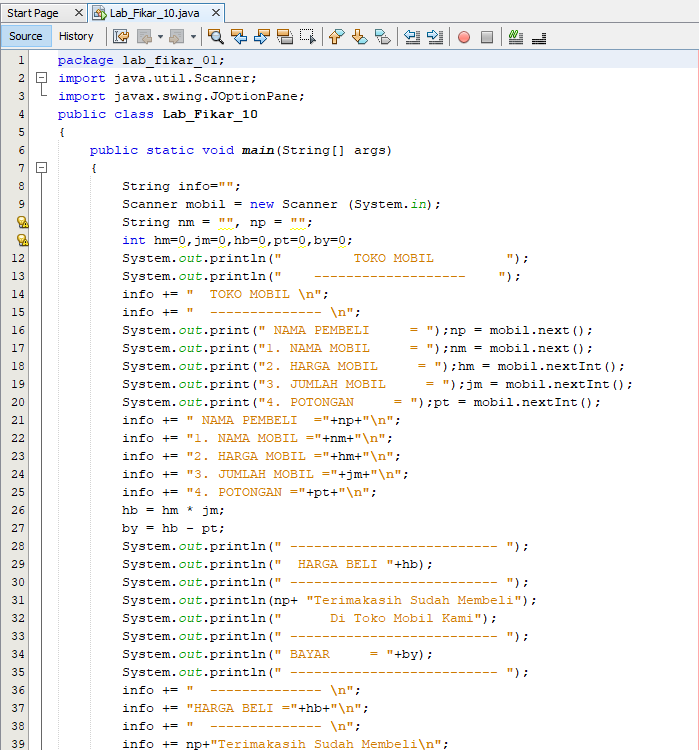 Start Page Lab_Fikar_10.java
Source History
1 package lab_fikar_01;
2 import java.util.Scanner;
3 import javax.swing.JOptionPane;
4 public class Lab_Fikar_10
5 {
6 public static void main(String[] args)
7 {
8 String info="";
9 Scanner mobil = new Scanner (System.in);
String nm = "", np = "";
int hm=0,jm=0,hb=0,pt=0,by=0;
12 System.out.println("         TOKO MOBIL         ");
13 System.out.println("    -------------------    ");
14 info += "  TOKO MOBIL \n";
15 info += "  -------------- \n";
16 System.out.print(" NAMA PEMBELI     = ");np = mobil.next();
17 System.out.print("1. NAMA MOBIL     = ");nm = mobil.next();
18 System.out.print("2. HARGA MOBIL     = ");hm = mobil.nextInt();
19 System.out.print("3. JUMLAH MOBIL     = ");jm = mobil.nextInt();
20 System.out.print("4. POTONGAN     = ");pt = mobil.nextInt();
21 info += " NAMA PEMBELI  ="+np+"\n";
22 info += "1. NAMA MOBIL ="+nm+"\n";
23 info += "2. HARGA MOBIL ="+hm+"\n";
24 info += "3. JUMLAH MOBIL ="+jm+"\n";
25 info += "4. POTONGAN ="+pt+"\n";
26 hb = hm * jm;
27 by = hb - pt;
28 System.out.println(" -------------------------- ");
29 System.out.println("  HARGA BELI "+hb);
30 System.out.println(" -------------------------- ");
31 System.out.println(np+ "Terimakasih Sudah Membeli");
32 System.out.println("      Di Toko Mobil Kami");
33 System.out.println(" -------------------------- ");
34 System.out.println(" BAYAR     = "+by);
35 System.out.println(" -------------------------- ");
36 info += "  -------------- \n";
37 info += "HARGA BELI ="+hb+"\n";
38 info += "  -------------- \n";
39 info += np+"Terimakasih Sudah Membeli\n";